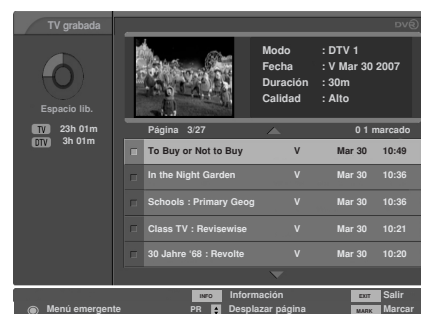 TV grabada
DVR
Modo : DTV 1
Fecha : V Mar 30 2007
Duración : 30m
Calidad : Alto
Espacio lib.
TV 23h 01m
DTV 3h 01m
Página 3/27 0 1 marcado
To Buy or Not to Buy V Mar 30 10:49
In the Night Garden V Mar 30 10:36
Schools : Primary Geog V Mar 30 10:36
Class TV : Revisewise V Mar 30 10:21
30 Jahre ‘68 : Revolte V Mar 30 10:20
INFO Información EXIT Salir
Menú emergente PR Desplazar página MARK Marcar